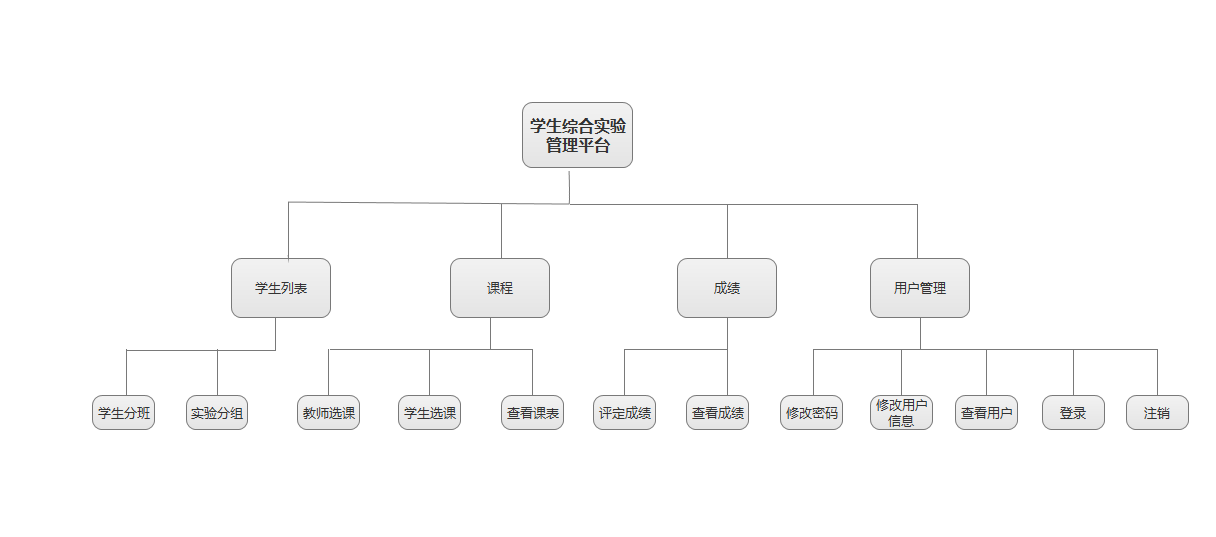 学生综合实验
管理平台
学生列表
课程
成绩
用户管理
学生分班
实验分组
教师选课
学生选课
查看课表
评定成绩
查看成绩
修改密码
修改用户
信息
查看用户
登录
注销